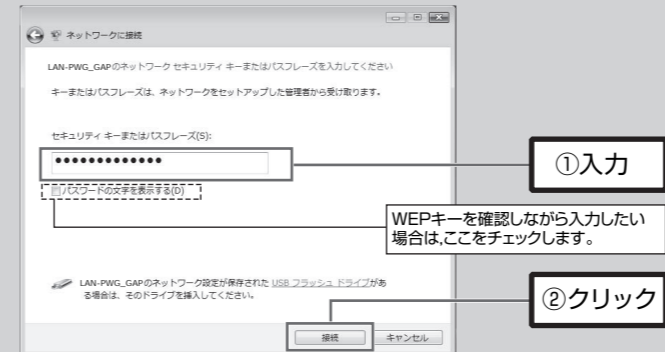 ネットワークに接続
LAN-PWG_GAPのネットワーク セキュリティ キーまたはパスフレーズを入力してください
キーまたはパスフレーズは、ネットワークをセットアップした管理者から受け取ります。
セキュリティ キーまたはパスフレーズ(S):
●●●●●●●●●●●●●
①入力
パスワードの文字を表示する(D)
WEPキーを確認しながら入力したい
場合は,ここをチェックします。
LAN-PWG_GAPのネットワーク設定が保存された USB フラッシュ ドライブがあ
る場合は、そのドライブを挿入してください。
②クリック
接続
キャンセル